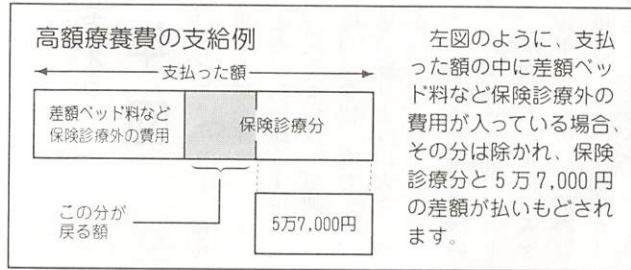 高額療養費の支給例
支払った額
差額ベッド料など
保険診療外の費用
保険診療分
この分が
戻る額
5万7,000円
左図のように、支払
った額の中に差額ベッ
ド料など保険診療外の
費用が入っている場合、
その分は除かれ、保険
診療分と5万7,000円
の差額が払いもどされ
ます。